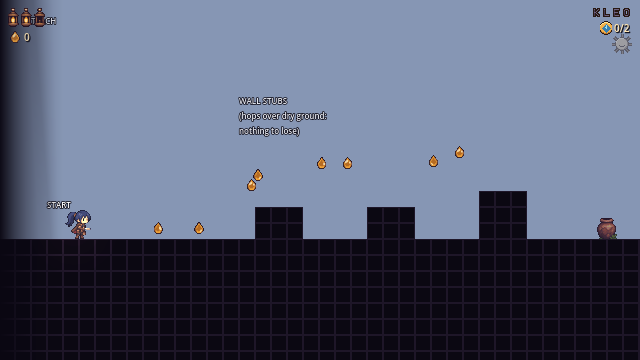 KLEO
0
0/2
WALL STUBS
(hops over dry ground:
nothing to lose)
START